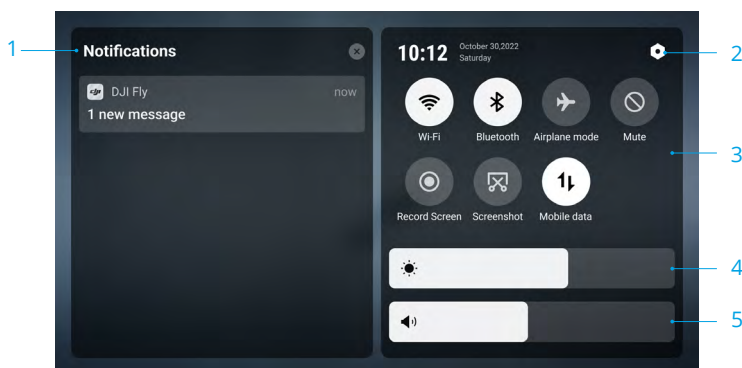 1
Notifications
dji DJI Fly now
1 new message
10:12
October 30,2022
Saturday
2
Wi-Fi Bluetooth Airplane mode Mute
3
Record Screen Screenshot Mobile data
4
5